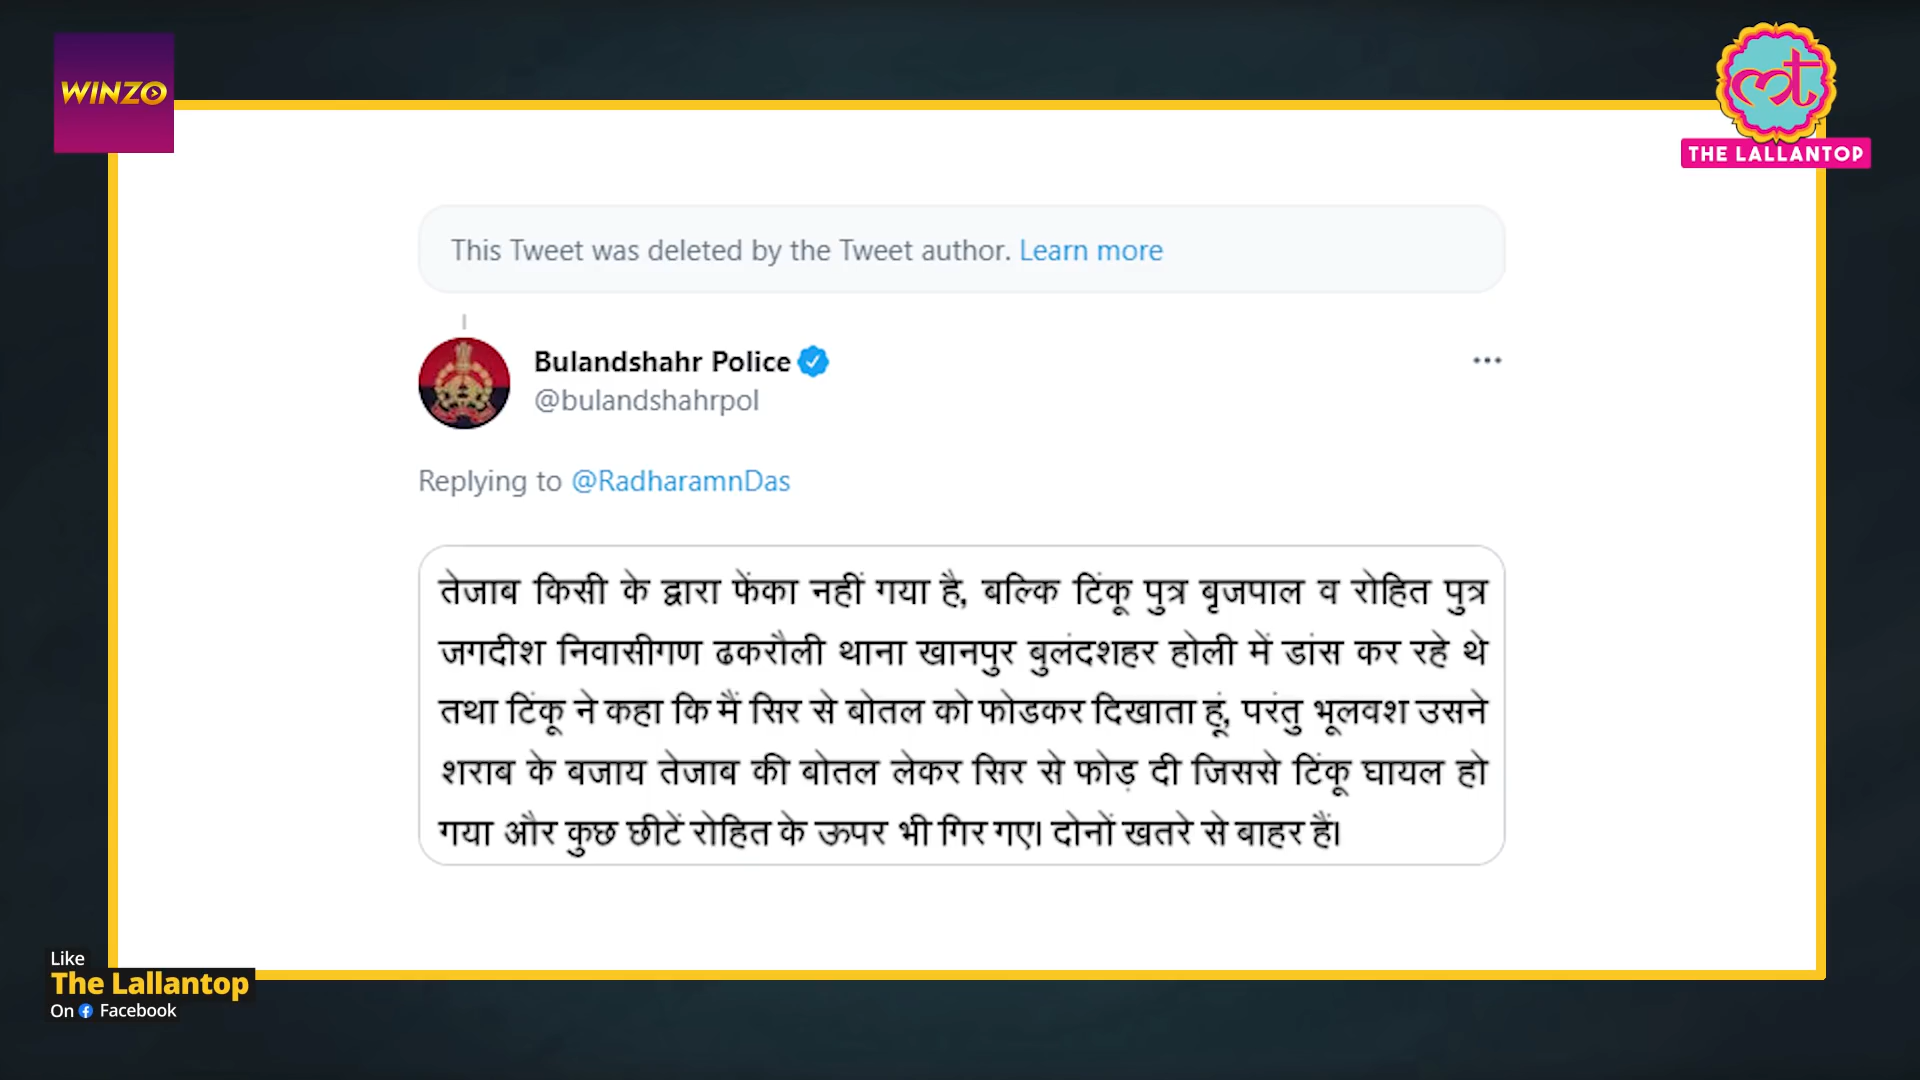 WINZO
THE LALLANTOP
This Tweet was deleted by the Tweet author. Learn more
Bulandshahr Police
@bulandshahrpol
Replying to @RadharamnDas
तेजाब किसी के द्वारा फेंका नहीं गया है, बल्कि टिंकू पुत्र बृजपाल व रोहित पुत्र
जगदीश निवासीगण ढकरौली थाना खानपुर बुलंदशहर होली में डांस कर रहे थे
तथा टिंकू ने कहा कि मैं सिर से बोतल को फोडकर दिखाता हूं, परंतु भूलवश उसने
शराब के बजाय तेजाब की बोतल लेकर सिर से फोड़ दी जिससे टिंकू घायल हो
गया और कुछ छीटें रोहित के ऊपर भी गिर गए। दोनों खतरे से बाहर हैं।
Like
The Lallantop
On Facebook